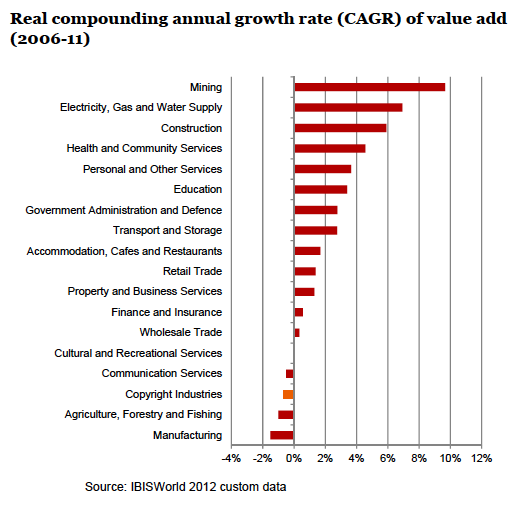 Real compounding annual growth rate (CAGR) of value add
(2006-11)
Mining
Electricity, Gas and Water Supply
Construction
Health and Community Services
Personal and Other Services
Education
Government Administration and Defence
Transport and Storage
Accommodation, Cafes and Restaurants
Retail Trade
Property and Business Services
Finance and Insurance
Wholesale Trade
Cultural and Recreational Services
Communication Services
Copyright Industries
Agriculture, Forestry and Fishing
Manufacturing
-4% -2% 0% 2% 4% 6% 8% 10% 12%
Source: IBISWorld 2012 custom data